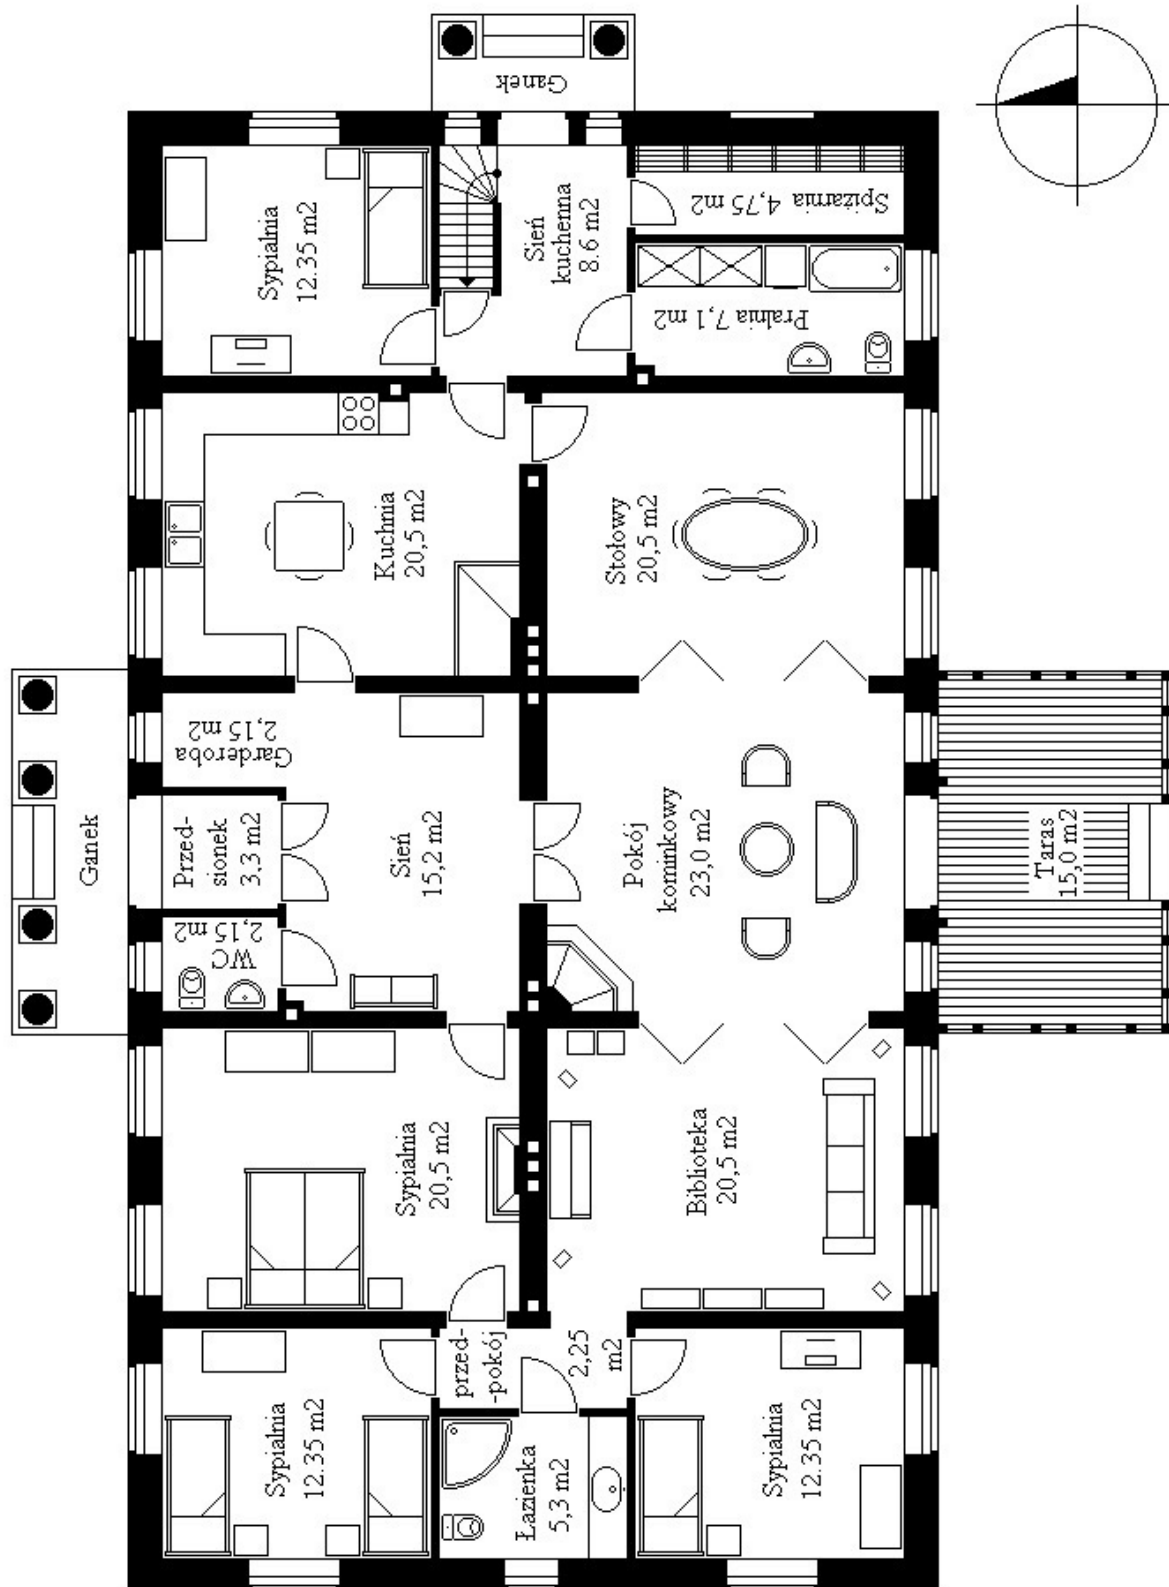 Ganek
Sypialnia
12.35 m2
Sień
kuchenna
8.6 m2
Spiżarnia 4,75 m2
Pralnia 7,1 m2
Kuchnia
20,5 m2
Stołowy
20,5 m2
Garderoba
2,15 m2
Ganek
Przed-
sionek
3,3 m2
Sień
15,2 m2
Pokój
kominkowy
23,0 m2
Taras
15,0 m2
WC
2,15 m2
Sypialnia
20,5 m2
Biblioteka
20,5 m2
przed-
-pokój
2,25
m2
Sypialnia
12.35 m2
Łazienka
5,3 m2
Sypialnia
12.35 m2